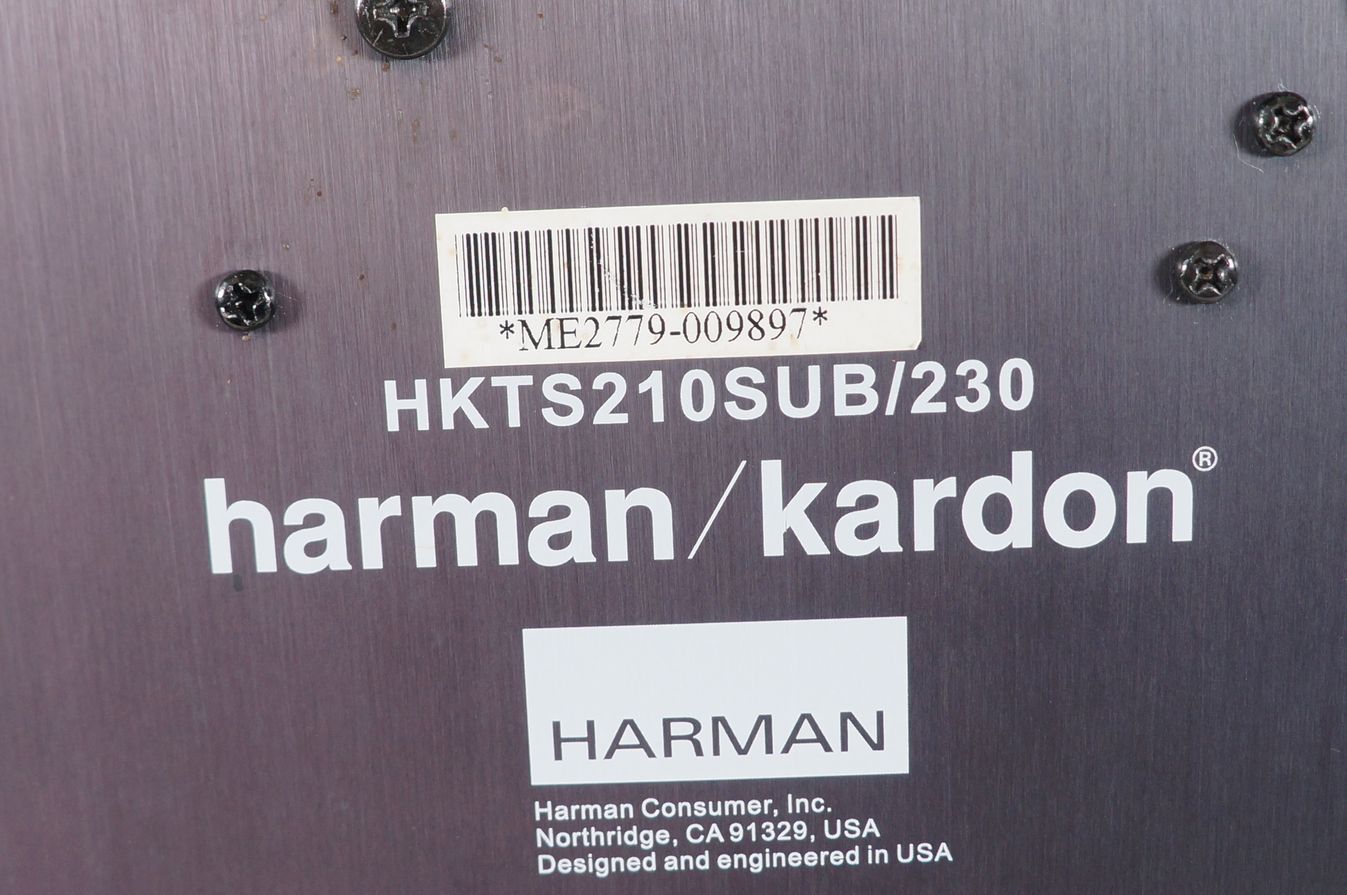 *ME2779-009897*
HKTS210SUB/230
harman/kardon®
HARMAN
Harman Consumer, Inc.
Northridge, CA 91329, USA
Designed and engineered in USA